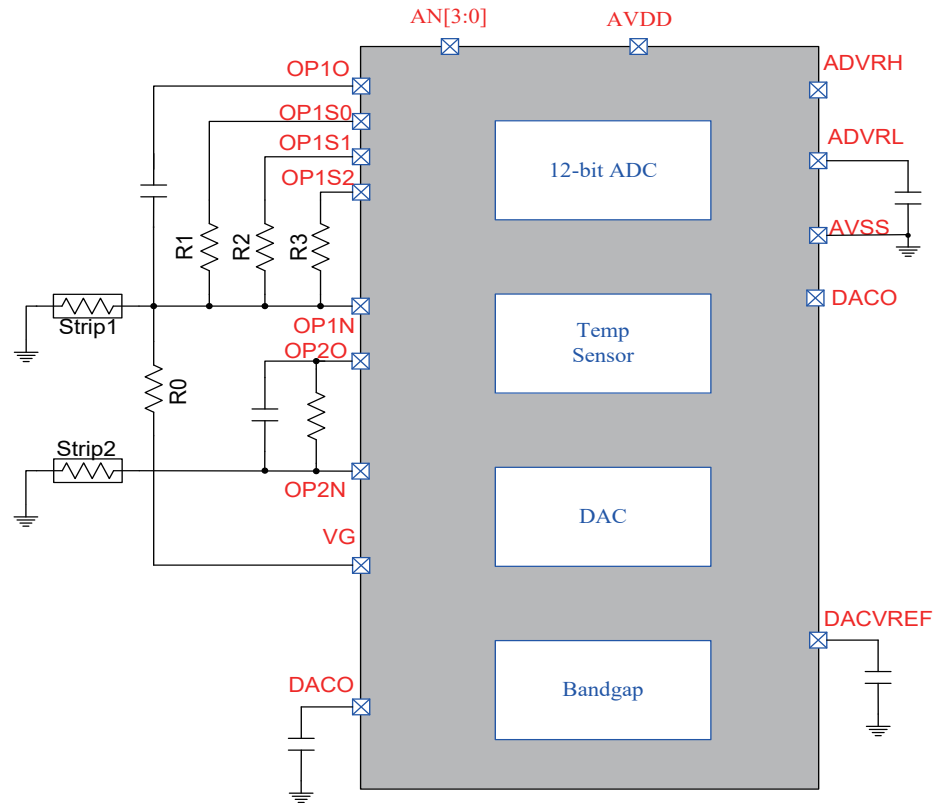 AN[3:0]
AVDD
OP1O
ADVRH
OP1S0
OP1S1
ADVRL
OP1S2
12-bit ADC
R1
R2
R3
AVSS
DACO
Strip1
OP1N
OP2O
Temp
Sensor
R0
Strip2
OP2N
DAC
VG
DACVREF
DACO
Bandgap